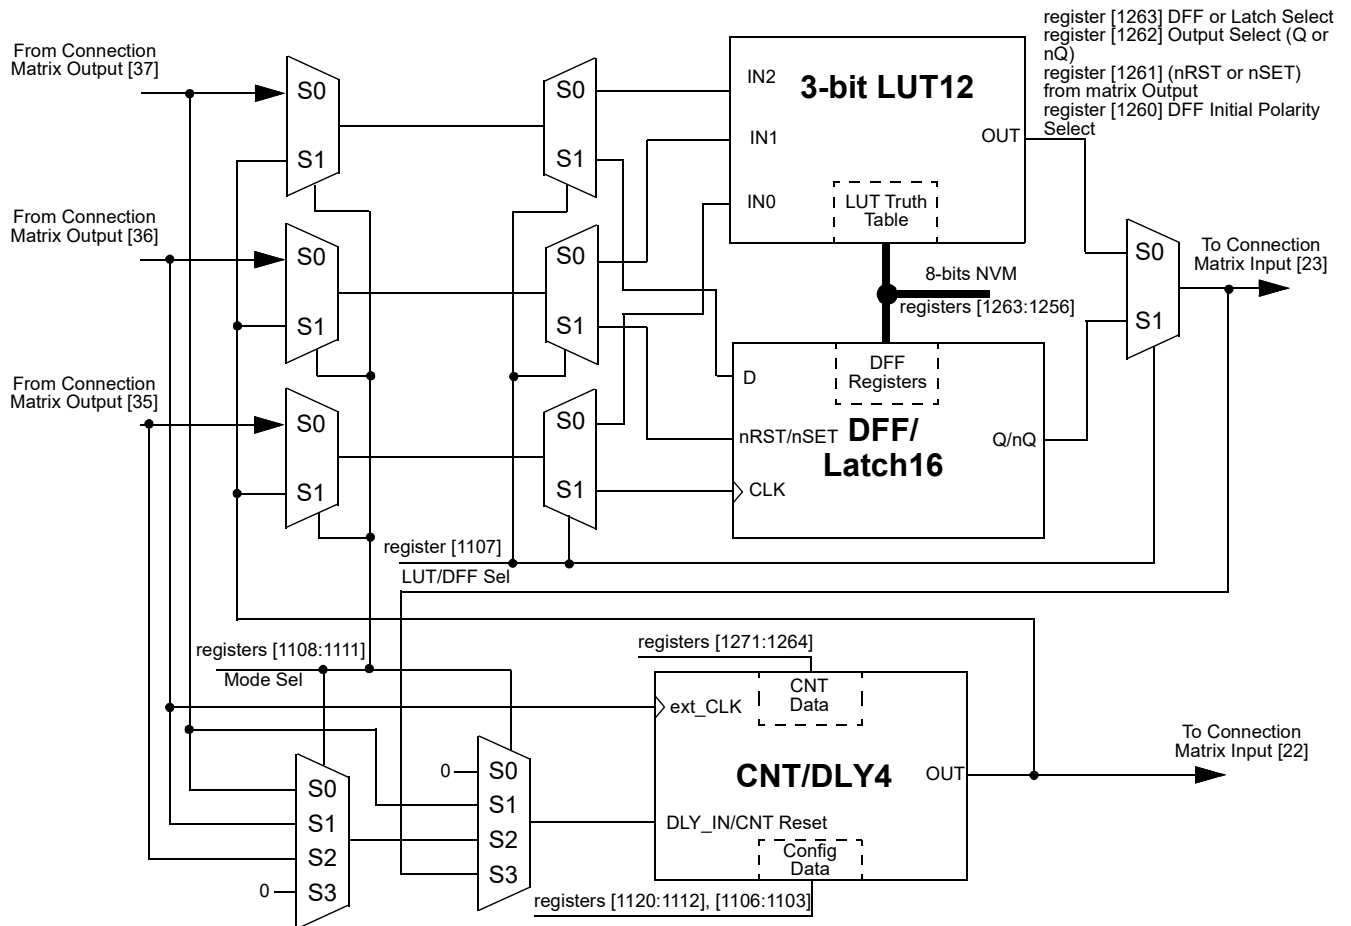 register [1263] DFF or Latch Select
register [1262] Output Select (Q or
nQ)
register [1261] (nRST or nSET)
from matrix Output
register [1260] DFF Initial Polarity
Select
From Connection
Matrix Output [37]
S0
S1
S0
S1
IN2
IN1
IN0
3-bit LUT12
OUT
LUT Truth
Table
From Connection
Matrix Output [36]
S0
S1
S0
S1
8-bits NVM
registers [1263:1256]
S0
S1
To Connection
Matrix Input [23]
From Connection
Matrix Output [35]
S0
S1
S0
S1
D
nRST/nSET
CLK
DFF
Registers
DFF/
Latch16
Q/nQ
register [1107]
LUT/DFF Sel
registers [1108:1111]
Mode Sel
registers [1271:1264]
ext_CLK
CNT
Data
CNT/DLY4
OUT
DLY_IN/CNT Reset
Config
Data
To Connection
Matrix Input [22]
S0
S1
S2
0
S3
0
S0
S1
S2
S3
registers [1120:1112], [1106:1103]